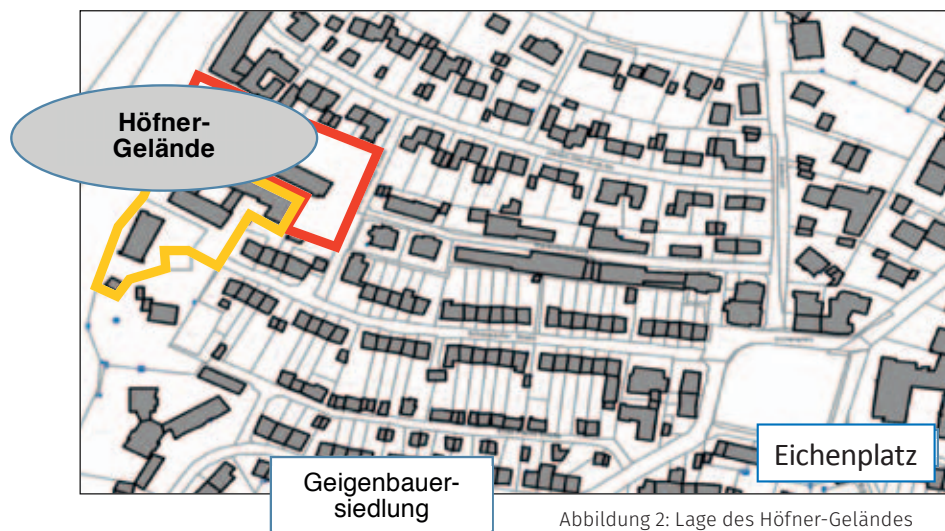 Höfner-
Gelände
Eichenplatz
Geigenbauer-
siedlung
Abbildung 2: Lage des Höfner-Geländes